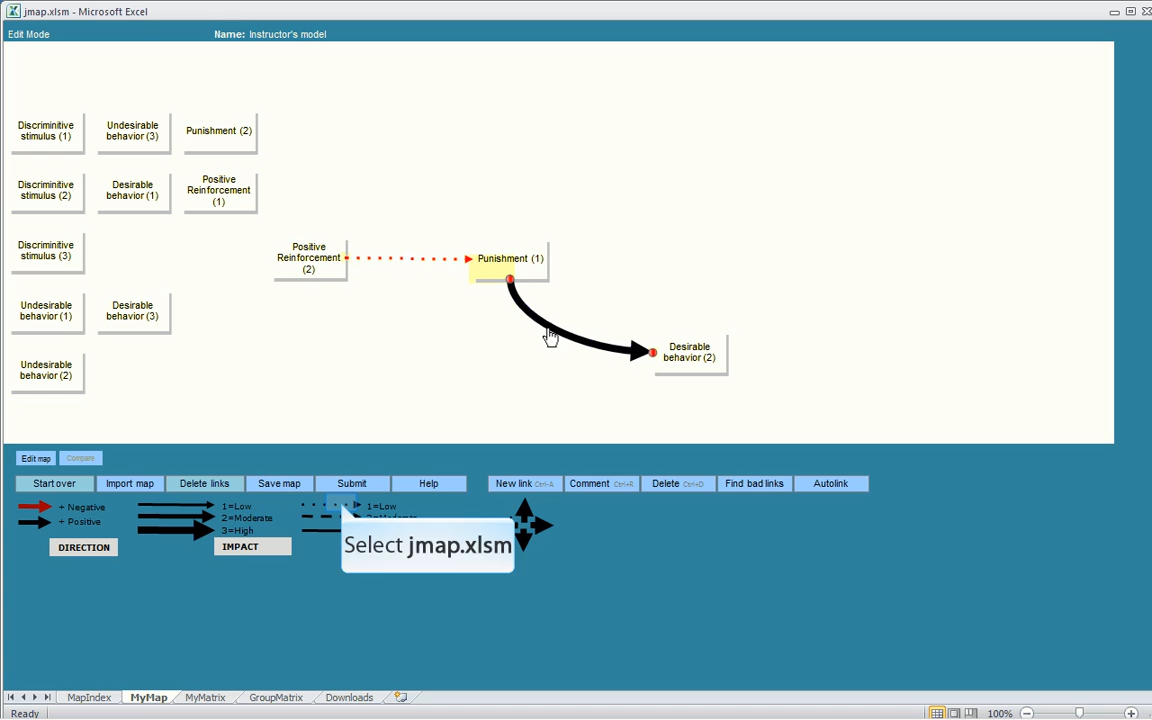 jmap.xlsm - Microsoft Excel
Edit Mode
Name: Instructor's model
Discriminitive
stimulus (1)
Undesirable
behavior (3)
Punishment (2)
Discriminitive
stimulus (2)
Desirable
behavior (1)
Positive
Reinforcement
(1)
Discriminitive
stimulus (3)
Positive
Reinforcement
(2)
Punishment (1)
Undesirable
behavior (1)
Desirable
behavior (3)
Desirable
behavior (2)
Undesirable
behavior (2)
Edit map
Compare
Start over
Import map
Delete links
Save map
Submit
Help
New link Ctrl-A
Comment Ctrl+R
Delete Ctrl+D
Find bad links
Autolink
+ Negative
+ Positive
DIRECTION
1=Low
2=Moderate
3=High
IMPACT
1=Low
Select jmap.xlsm
MapIndex
MyMap
MyMatrix
GroupMatrix
Downloads
Ready
100%